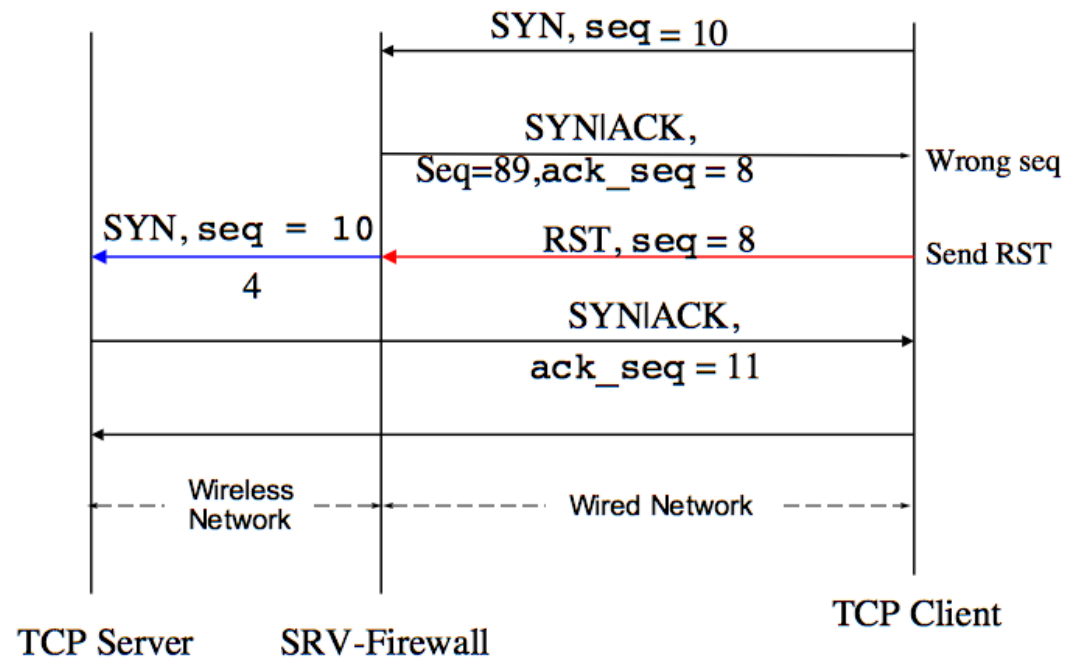 SYN, seq = 10
SYN|ACK,
Seq=89,ack_seq = 8
Wrong seq
SYN, seq = 10
RST, seq = 8
Send RST
4
SYN|ACK,
ack_seq = 11
Wireless
Network
Wired Network
TCP Server
SRV-Firewall
TCP Client